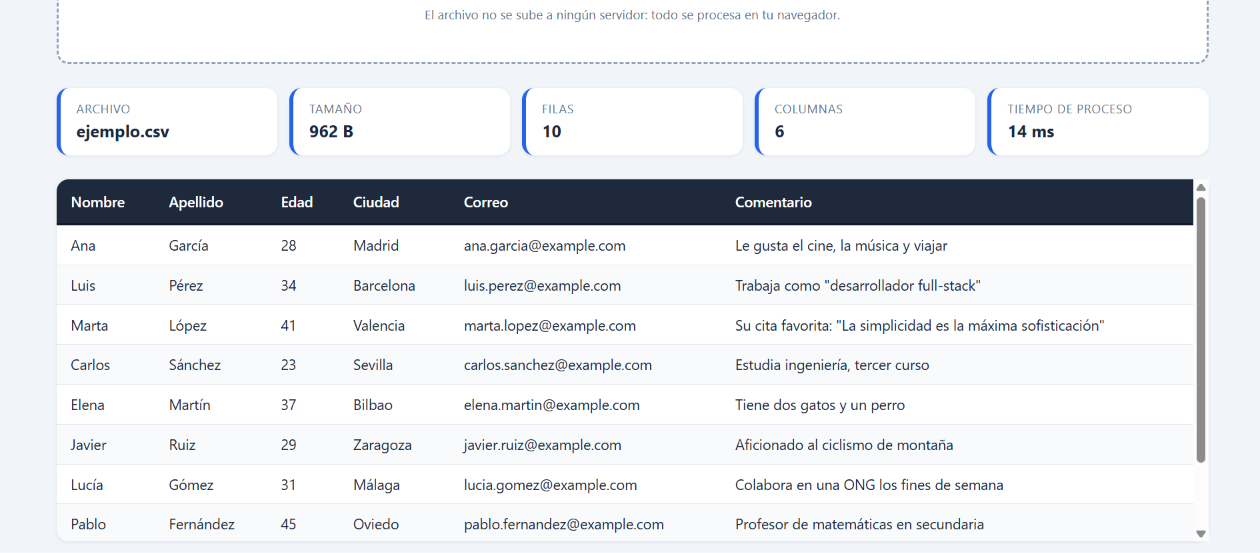 El archivo no se sube a ningún servidor: todo se procesa en tu navegador.
ARCHIVO TAMAÑO FILAS COLUMNAS TIEMPO DE PROCESO
ejemplo.csv 962 B 10 6 14 ms
Nombre Apellido Edad Ciudad Correo Comentario
Ana García 28 Madrid ana.garcia@example.com Le gusta el cine, la música y viajar
Luis Pérez 34 Barcelona luis.perez@example.com Trabaja como "desarrollador full-stack"
Marta López 41 Valencia marta.lopez@example.com Su cita favorita: "La simplicidad es la máxima sofisticación"
Carlos Sánchez 23 Sevilla carlos.sanchez@example.com Estudia ingeniería, tercer curso
Elena Martín 37 Bilbao elena.martin@example.com Tiene dos gatos y un perro
Javier Ruiz 29 Zaragoza javier.ruiz@example.com Aficionado al ciclismo de montaña
Lucía Gómez 31 Málaga lucia.gomez@example.com Colabora en una ONG los fines de semana
Pablo Fernández 45 Oviedo pablo.fernandez@example.com Profesor de matemáticas en secundaria